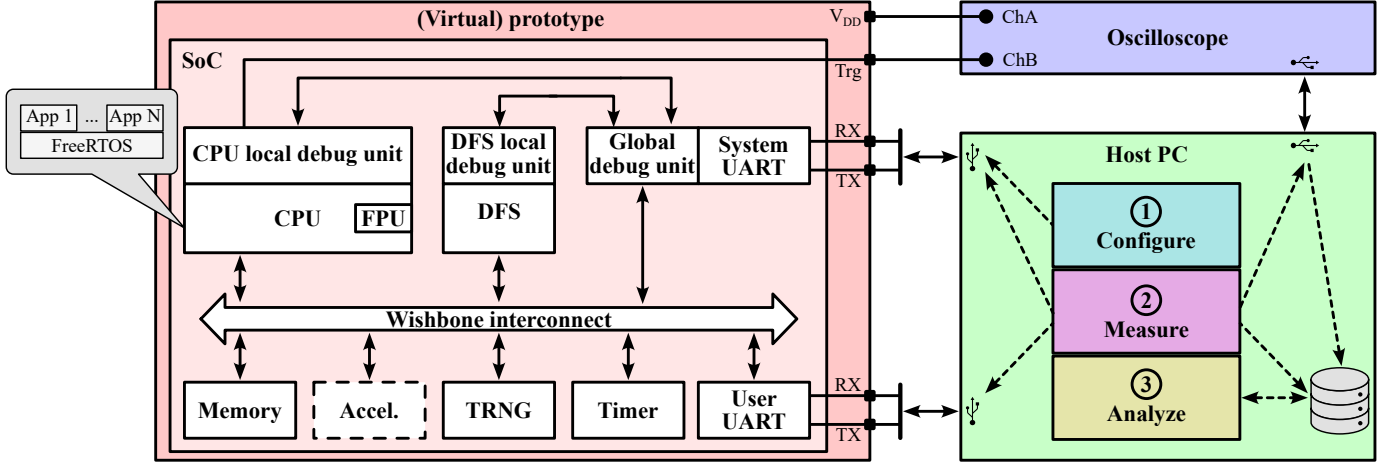 (Virtual) prototype
VDD
ChA
Oscilloscope
SoC
Trg
ChB
App 1 ... App N
FreeRTOS
CPU local debug unit
CPU
FPU
DFS local
debug unit
DFS
Global
debug unit
System
UART
RX
TX
Host PC
1
Configure
2
Measure
3
Analyze
Wishbone interconnect
Memory
Accel.
TRNG
Timer
User
UART
RX
TX